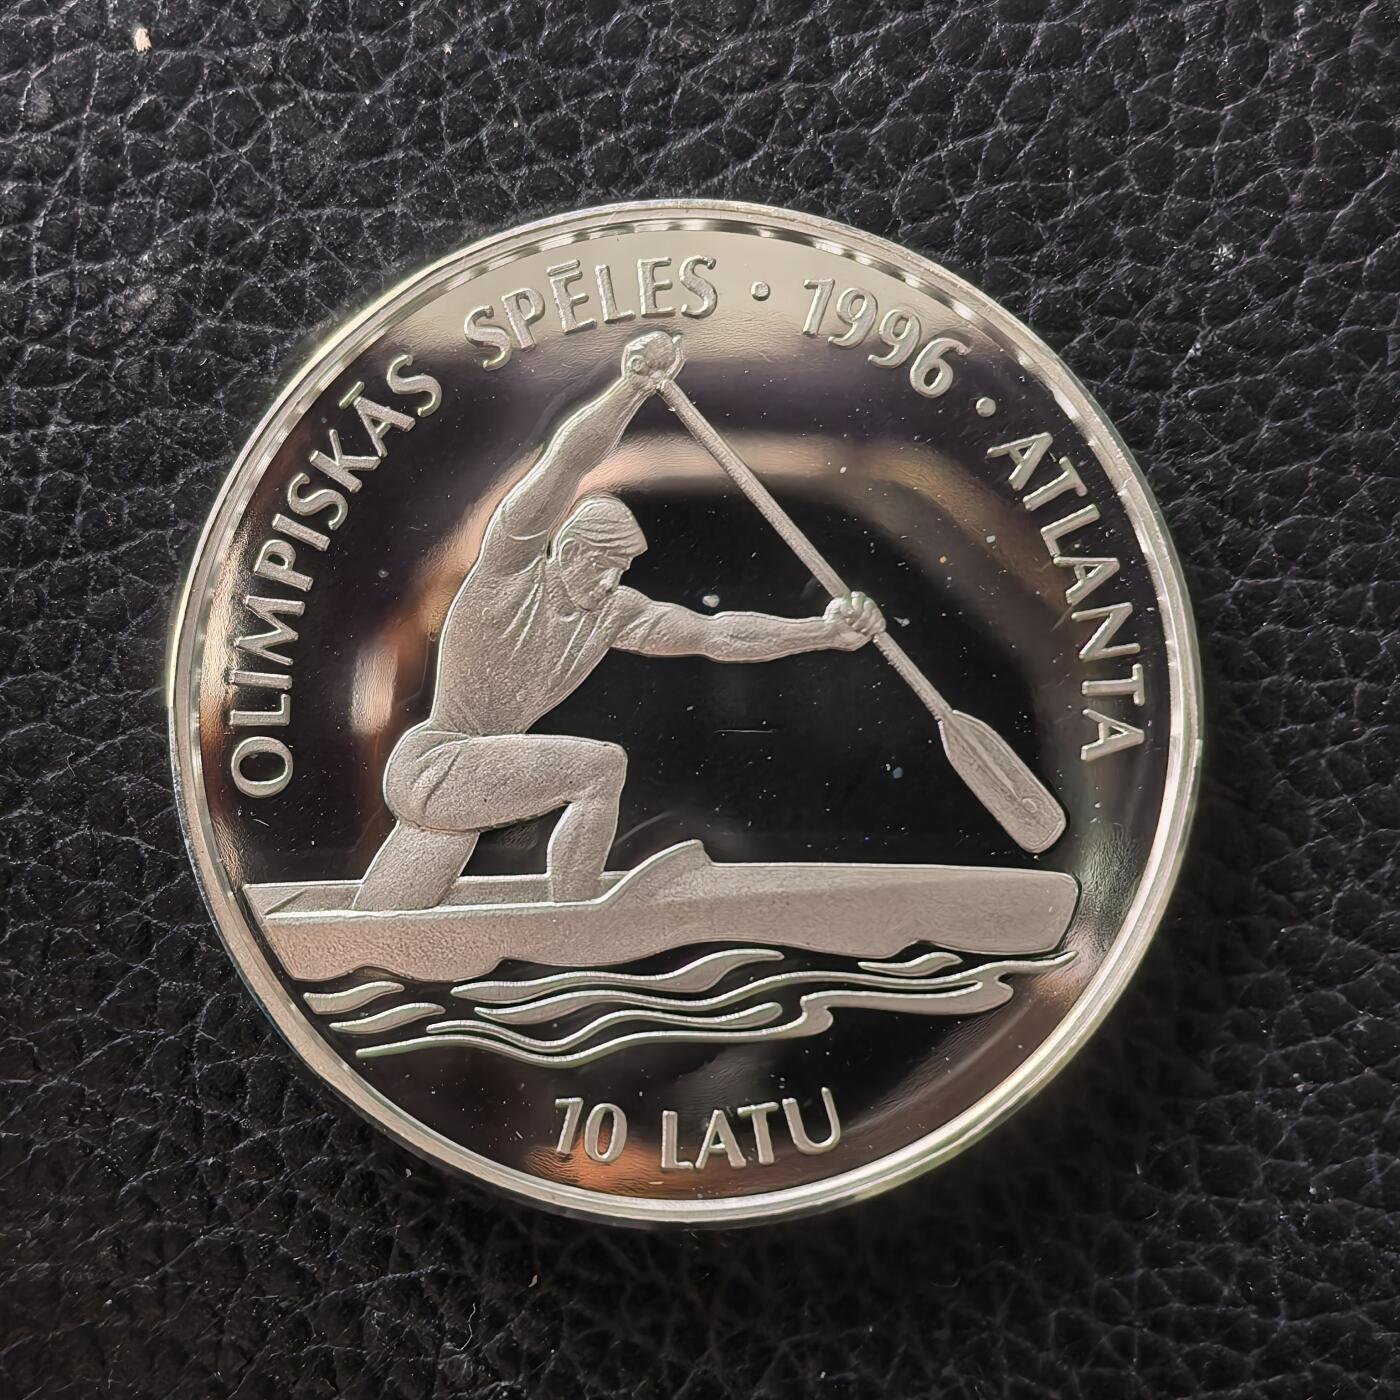 OLIMPISKĀS SPĒLES · 1996 · ATLANTA
10 LATU